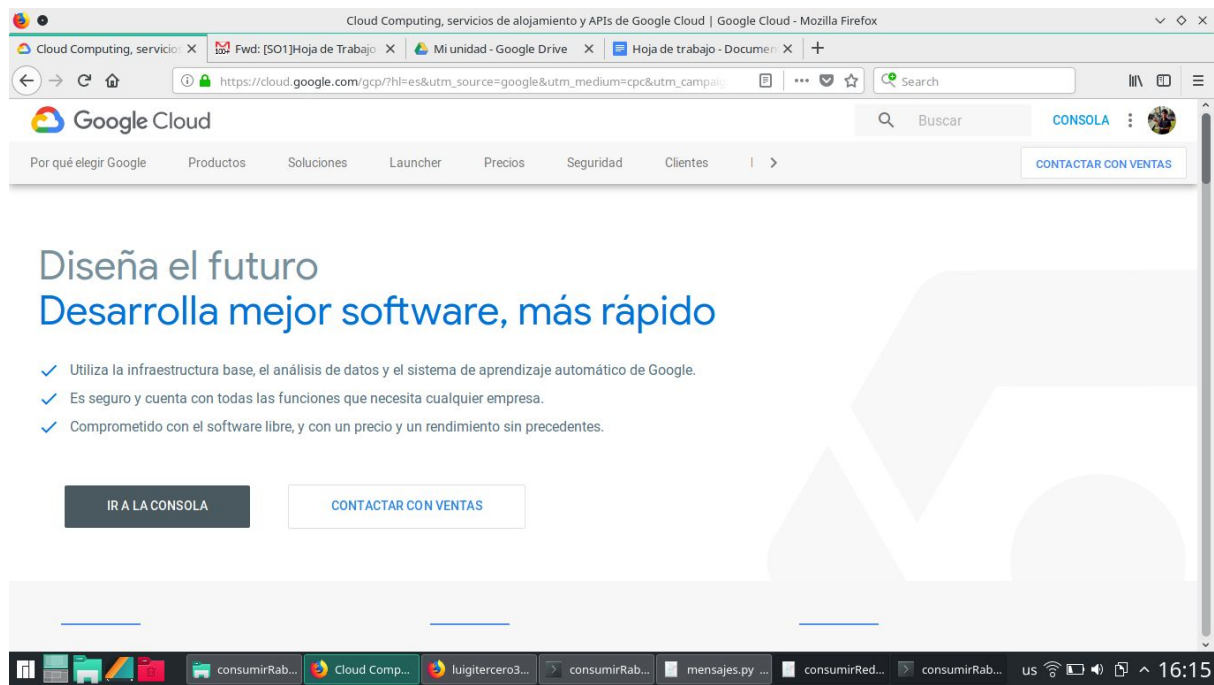 Cloud Computing, servicios de alojamiento y APIs de Google Cloud | Google Cloud - Mozilla Firefox
Cloud Computing, servicio
Fwd: [SO1]Hoja de Trabajo
Mi unidad - Google Drive
Hoja de trabajo - Documen
https://cloud.google.com/gcp/?hl=es&utm_source=google&utm_medium=cpc&utm_campaig
Search
Google Cloud
Buscar
CONSOLA
Por qué elegir Google
Productos
Soluciones
Launcher
Precios
Seguridad
Clientes
CONTACTAR CON VENTAS
Diseña el futuro
Desarrolla mejor software, más rápido
Utiliza la infraestructura base, el análisis de datos y el sistema de aprendizaje automático de Google.
Es seguro y cuenta con todas las funciones que necesita cualquier empresa.
Comprometido con el software libre, y con un precio y un rendimiento sin precedentes.
IR A LA CONSOLA
CONTACTAR CON VENTAS
consumirRab...
Cloud Comp...
luigitercero3...
consumirRab...
mensajes.py ...
consumirRed...
consumirRab...
us
16:15